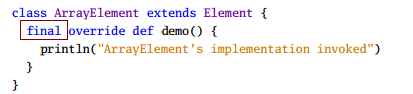 class ArrayElement extends Element {
final override def demo() {
println("ArrayElement's implementation invoked")
}
}